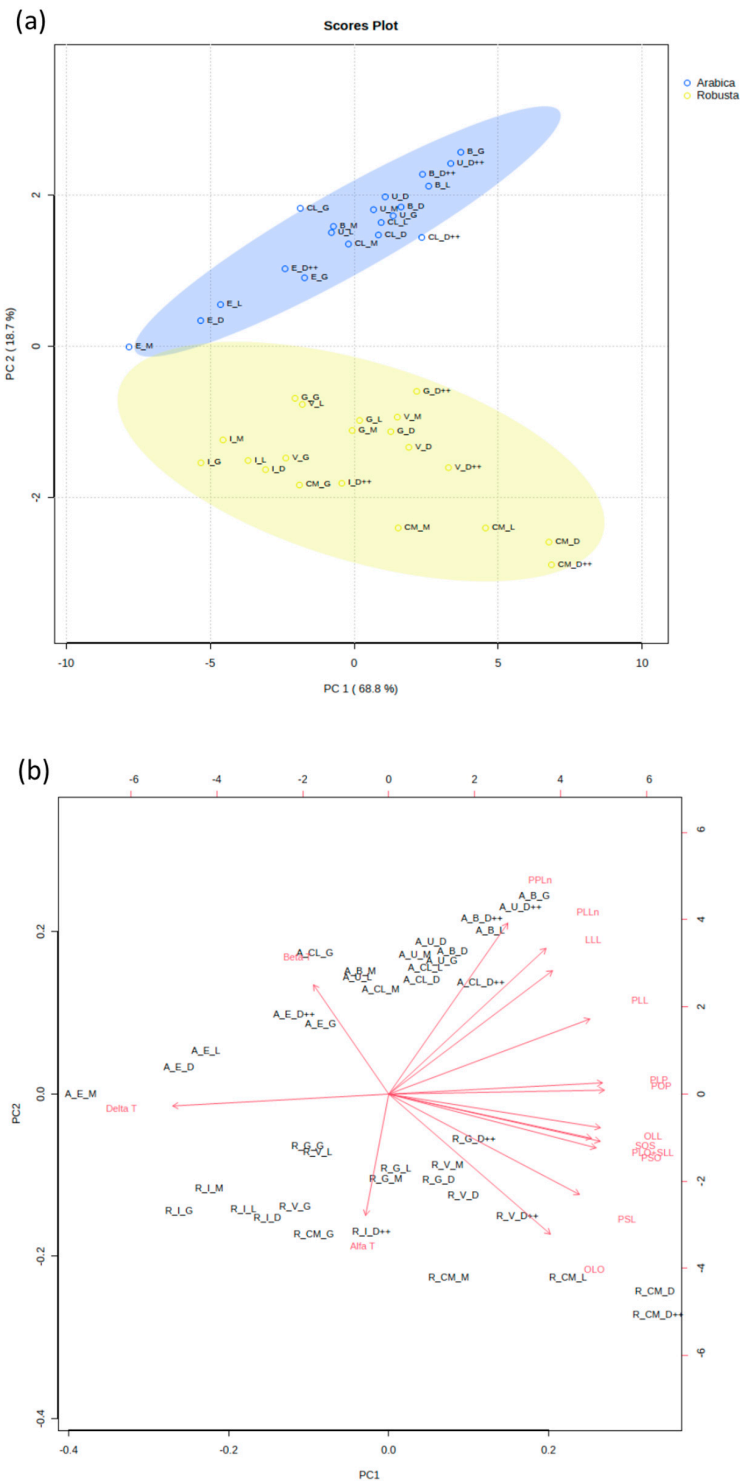 (a)
Scores Plot
Arabica
Robusta
B_G
U_D++
B_D++
B_L
U_D
CL_G
U_M
B_D
U_G
B_M
CL_L
U_L
CL_D
CL_D++
CL_M
E_D++
E_G
E_L
E_D
E_M
G_D++
G_G
V_L
G_L
V_M
G_M
G_D
I_M
V_D
I_G
I_L
V_G
I_D
V_D++
CM_G
I_D++
CM_M
CM_L
CM_D
CM_D++
2
0
-2
PC 2 ( 18.7 %)
-10
-5
0
5
10
PC 1 ( 68.8 %)
(b)
-6
-4
-2
0
2
4
6
PPLn
A_B_G
A_U_D++
PLLn
A_B_D++
A_B_L
LLL
A_U_D
A_CL_G
A_B_D
Beta T
A_U_M
A_U_G
A_B_M
A_CL_L
A_U_L
A_CL_D
A_CL_D++
A_CL_M
PLL
A_E_D++
A_E_G
A_E_L
A_E_D
PLP
POP
A_E_M
Delta T
OLL
R_G_D++
R_G_G
SOS
R_V_L
PLO+SLL
PSO
R_G_L
R_V_M
R_G_M
R_G_D
R_I_M
R_V_D
R_I_G
R_I_L
R_V_G
R_I_D
R_V_D++
PSL
R_CM_G
R_I_D++
Alfa T
OLO
R_CM_M
R_CM_L
R_CM_D
R_CM_D++
0.2
0.0
-0.2
-0.4
PC2
6
4
2
0
-2
-4
-6
-0.4
-0.2
0.0
0.2
PC1